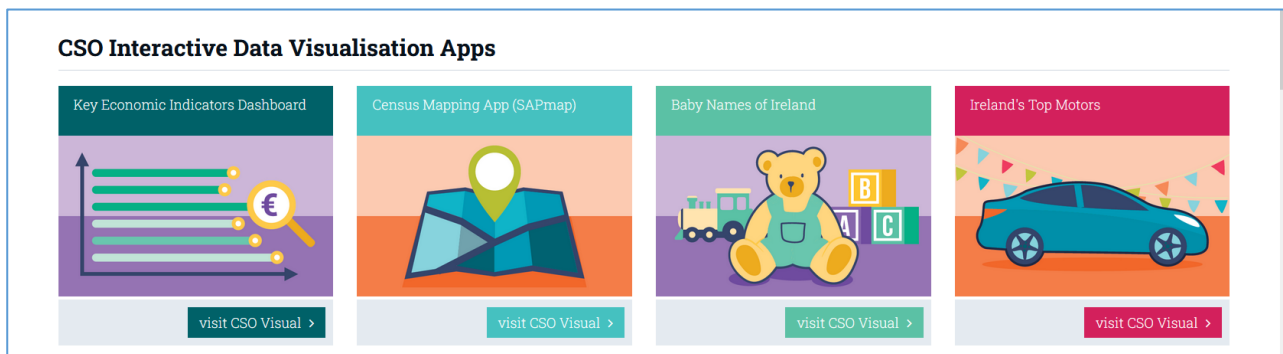 CSO Interactive Data Visualisation Apps
Key Economic Indicators Dashboard
Census Mapping App (SAPmap)
Baby Names of Ireland
Ireland's Top Motors
€
B
A C
visit CSO Visual >
visit CSO Visual >
visit CSO Visual >
visit CSO Visual >